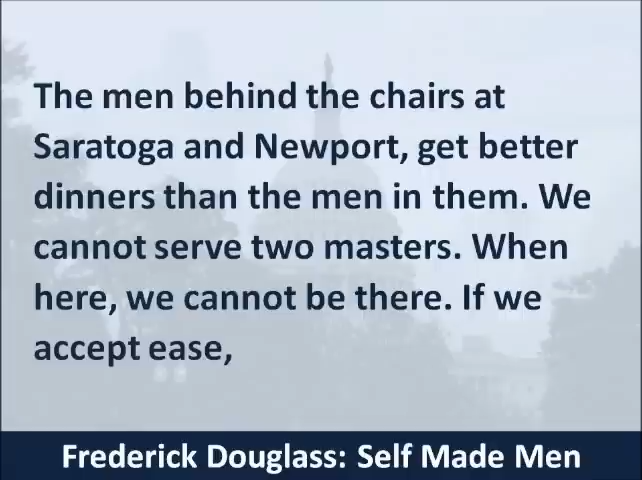 The men behind the chairs at
Saratoga and Newport, get better
dinners than the men in them. We
cannot serve two masters. When
here, we cannot be there. If we
accept ease,
Frederick Douglass: Self Made Men